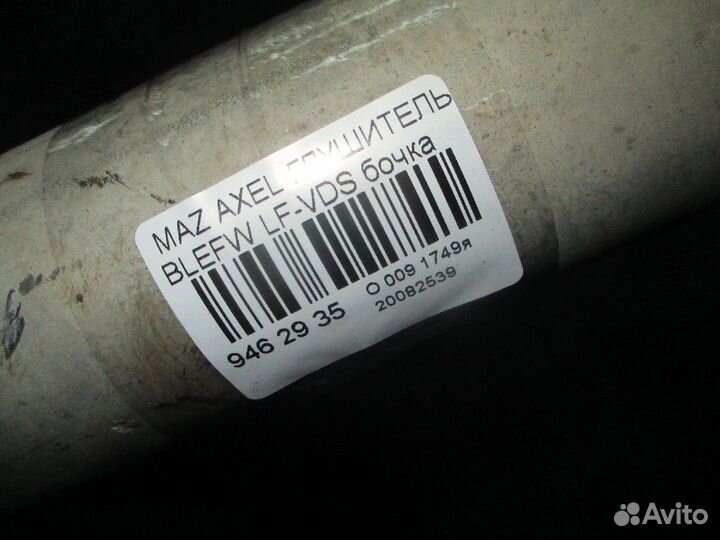 MAZ AXEL ГЛУШИТЕЛЬ
BLEFW LF-VDS бочка
946 29 35
О 009 1749я
20082539
Avito